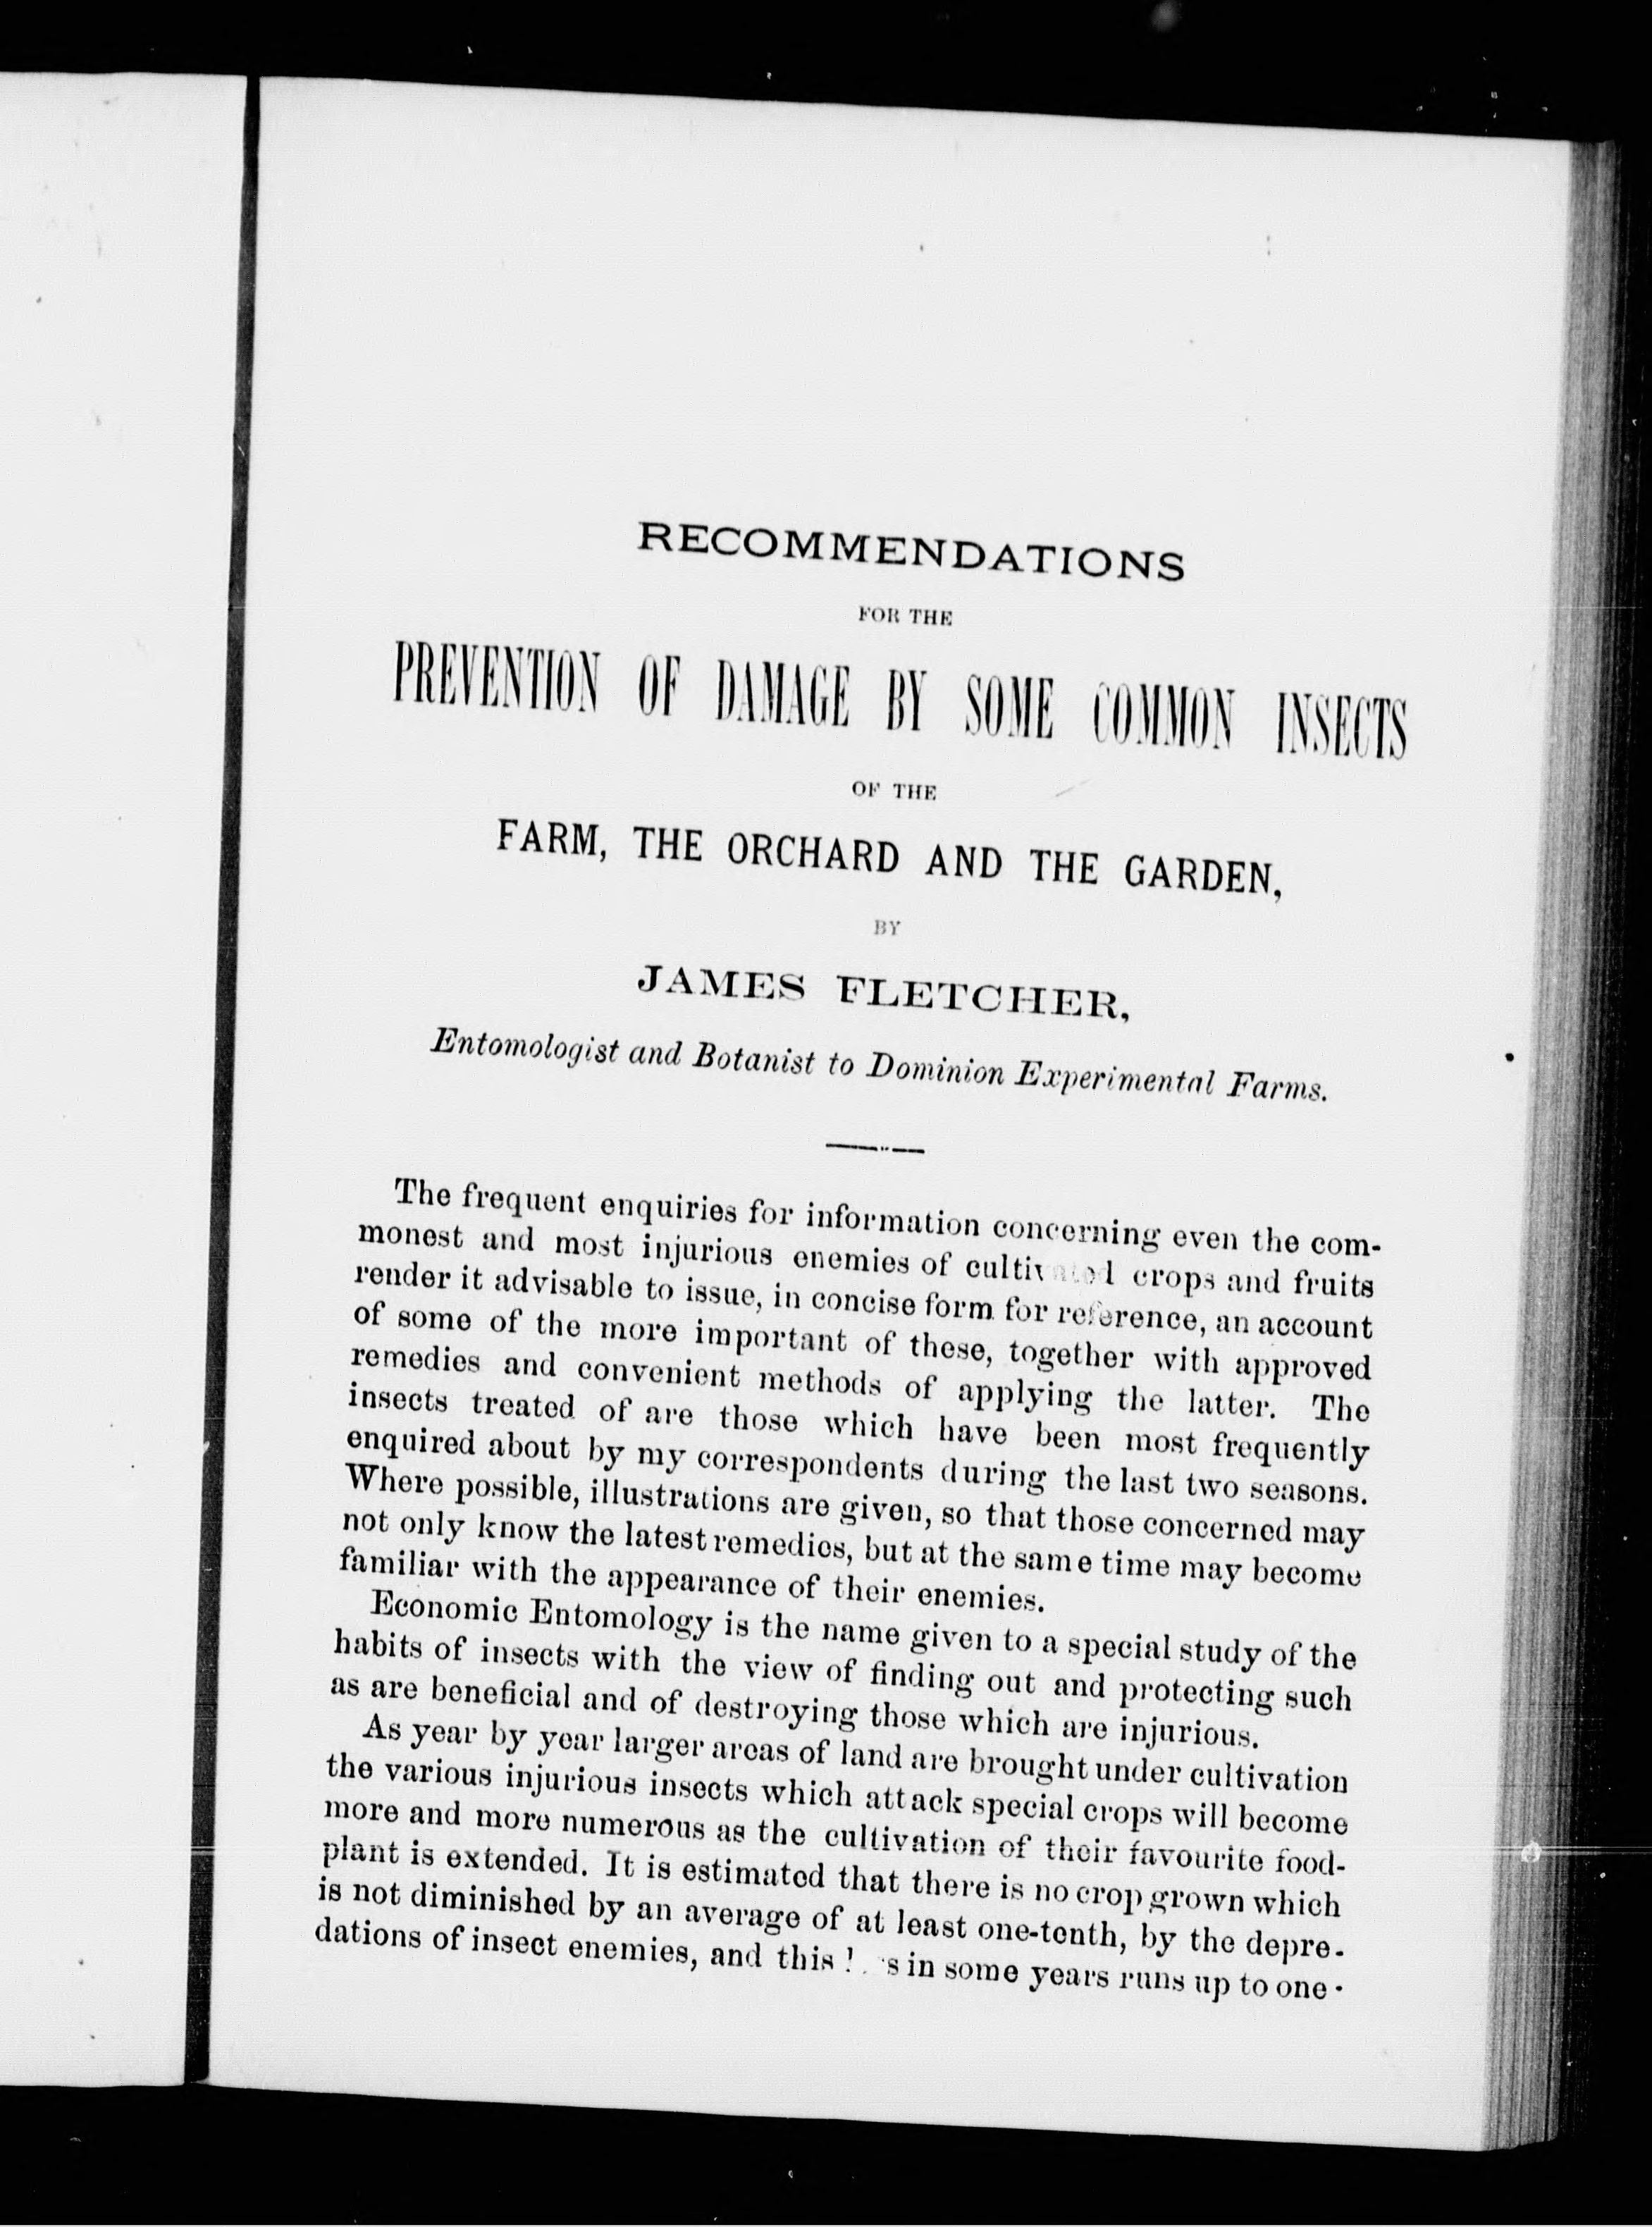 RECOMMENDATIONS
FOR THE
PREVENTION OF DAMAGE BY SOME COMMON INSECTS
OF THE
FARM, THE ORCHARD AND THE GARDEN,
BY
JAMES FLETCHER,
Entomologist and Botanist to Dominion Experimental Farms.
The frequent enquiries for information concerning even the com-
monest and most injurious enemies of cultivated crops and fruits
render it advisable to issue, in concise form for reference, an account
of some of the more important of these, together with approved
remedies and convenient methods of applying the latter. The
insects treated of are those which have been most frequently
enquired about by my correspondents during the last two seasons.
Where possible, illustrations are given, so that those concerned may
not only know the latest remedies, but at the same time may become
familiar with the appearance of their enemies.
Economic Entomology is the name given to a special study of the
habits of insects with the view of finding out and protecting such
as are beneficial and of destroying those which are injurious.
As year by year larger areas of land are brought under cultivation
the various injurious insects which attack special crops will become
more and more numerous as the cultivation of their favourite food-
plant is extended. It is estimated that there is no crop grown which
is not diminished by an average of at least one-tenth, by the depre-
dations of insect enemies, and this in some years runs up to one-